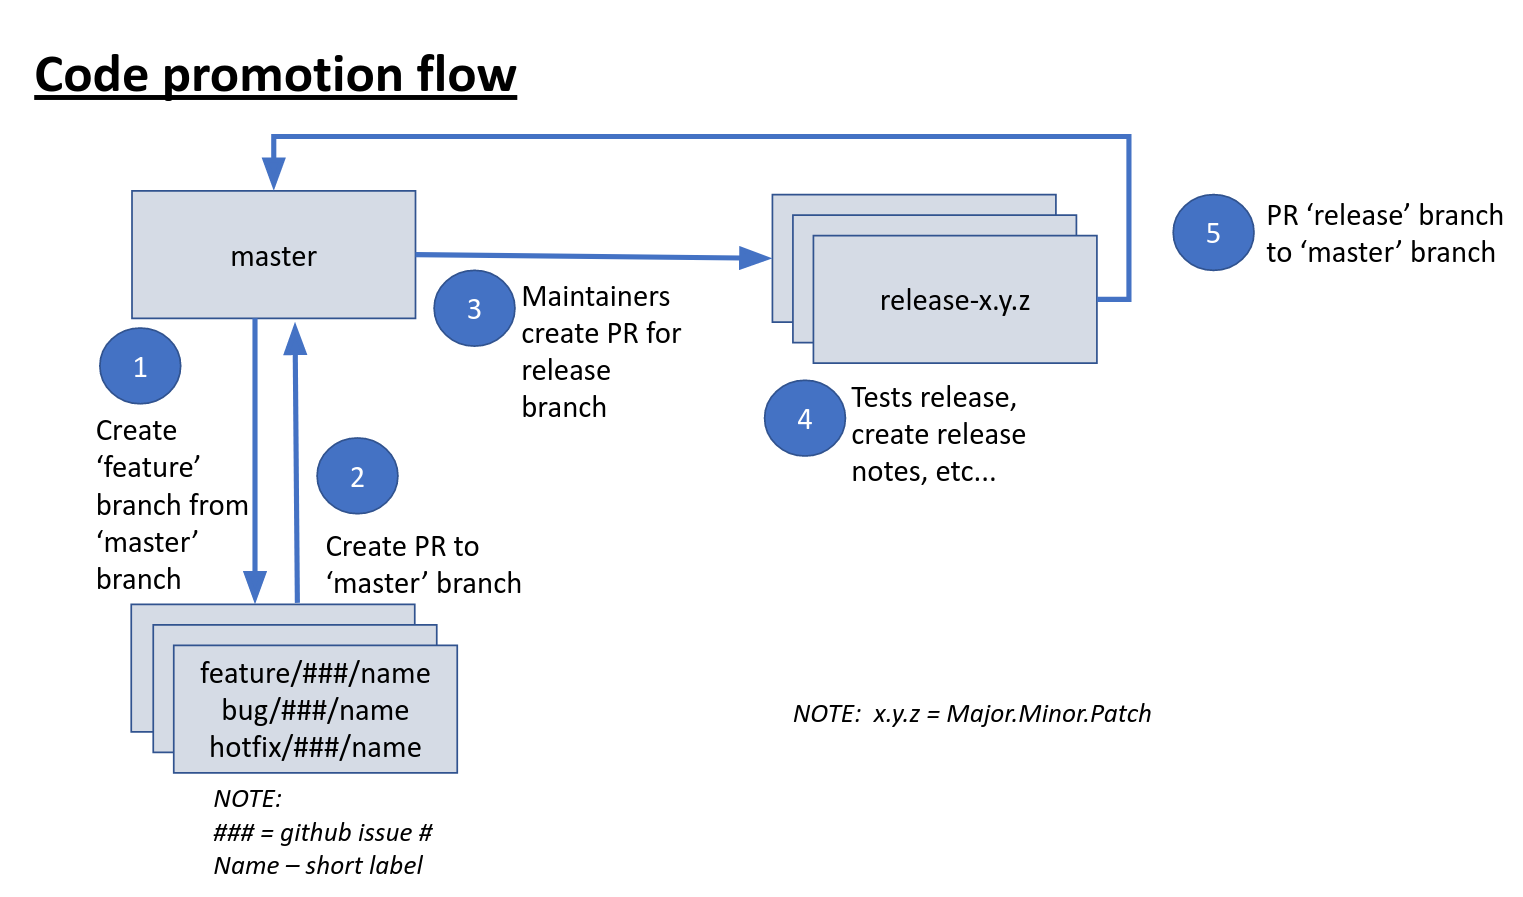 Code promotion flow
master
release-x.y.z
5
PR ‘release’ branch
to ‘master’ branch
3
Maintainers
create PR for
release
branch
1
Create
‘feature’
branch from
‘master’
branch
4
Tests release,
create release
notes, etc...
2
Create PR to
‘master’ branch
feature/###/name
bug/###/name
hotfix/###/name
NOTE:  x.y.z = Major.Minor.Patch
NOTE:
### = github issue #
Name – short label